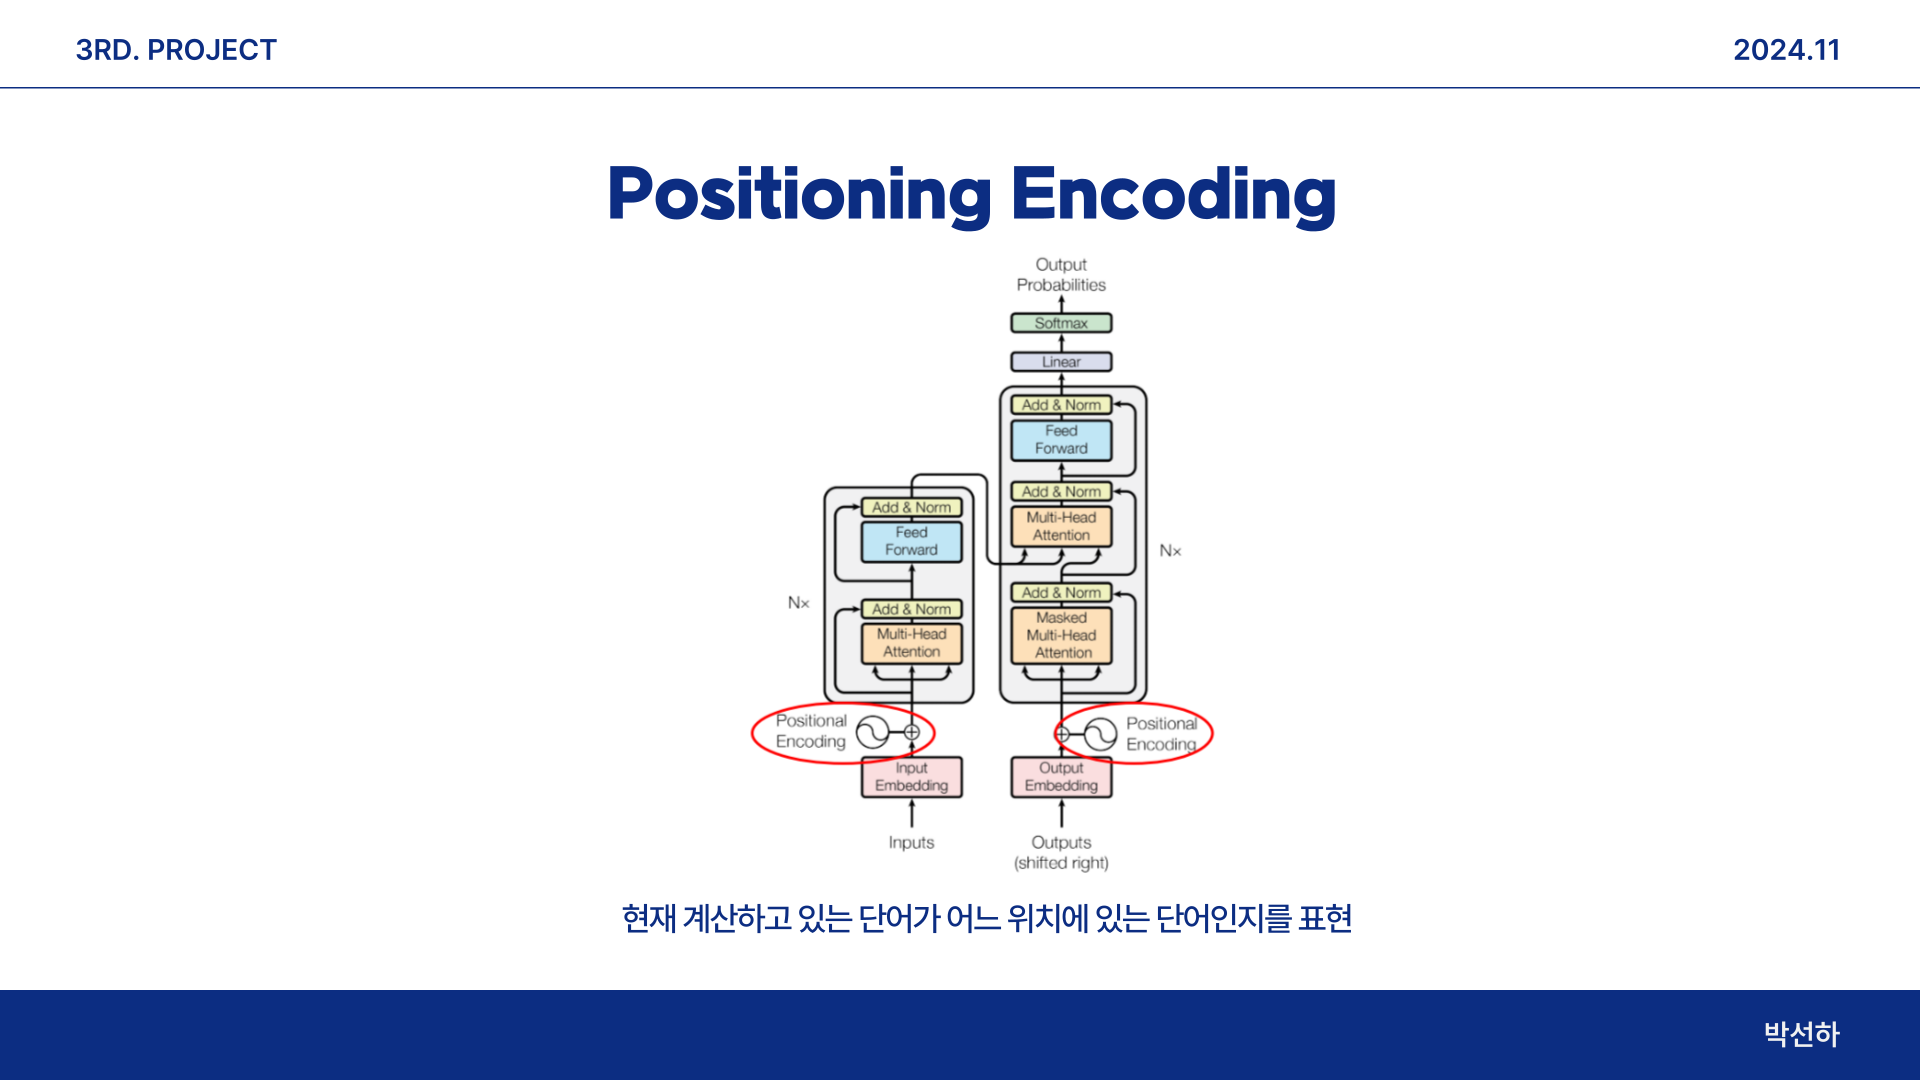 3RD. PROJECT
2024.11
Positioning Encoding
Output
Probabilities
Softmax
Linear
Add & Norm
Feed
Forward
Add & Norm
Multi-Head
Attention
Nx
Add & Norm
Masked
Multi-Head
Attention
Add & Norm
Feed
Forward
Nx
Add & Norm
Multi-Head
Attention
Positional
Encoding
Positional
Encoding
Input
Embedding
Output
Embedding
Inputs
Outputs
(shifted right)
현재 계산하고 있는 단어가 어느 위치에 있는 단어인지를 표현
박선하